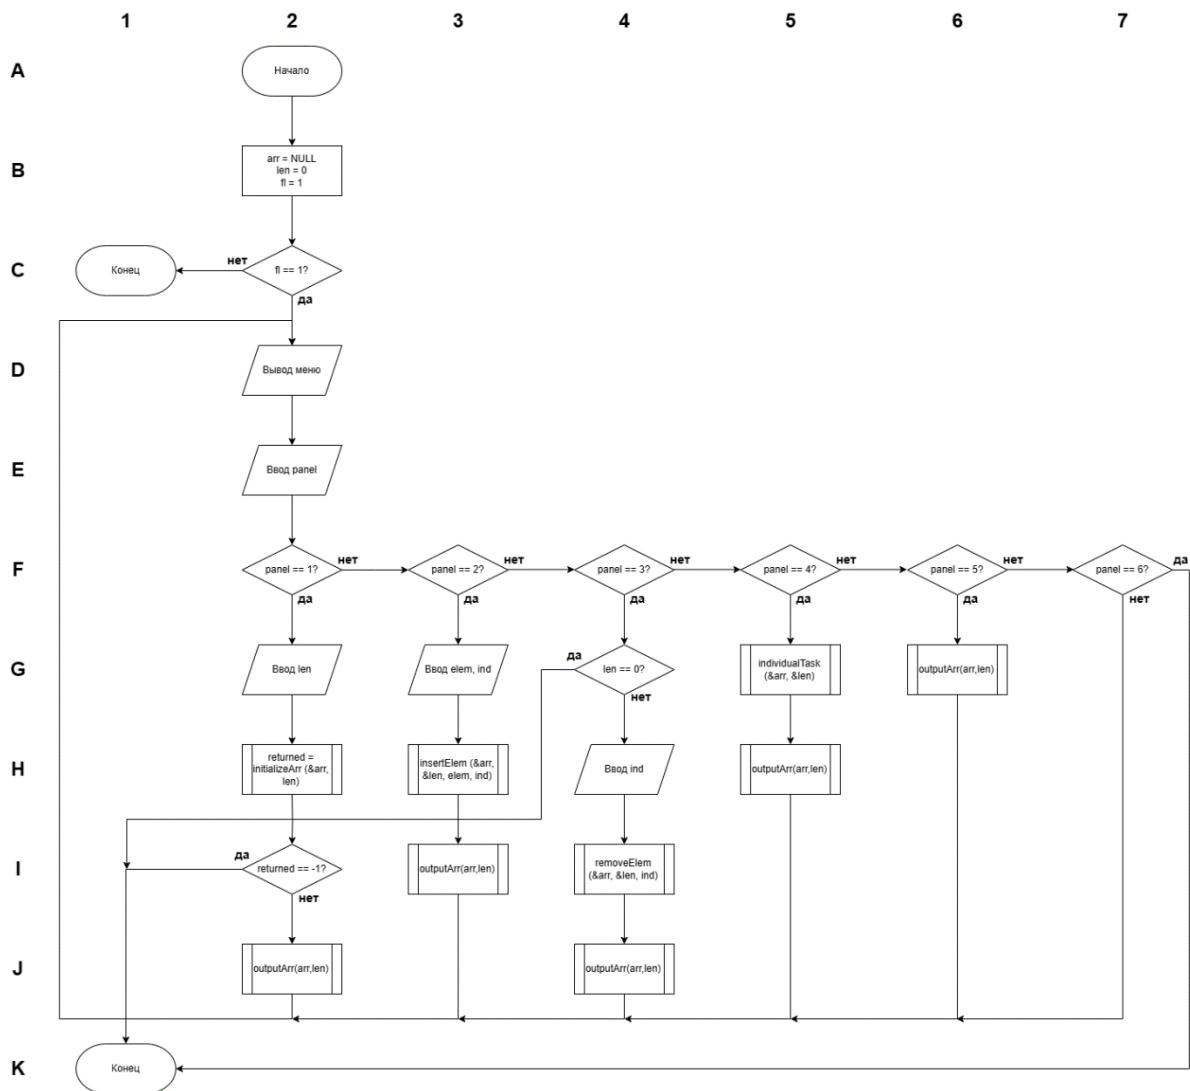 1 2 3 4 5 6 7
A
Начало
B
arr = NULL
len = 0
fl = 1
C
Конец
нет
fl == 1?
да
D
Вывод меню
E
Ввод panel
F
panel == 1?
нет
panel == 2?
нет
panel == 3?
нет
panel == 4?
нет
panel == 5?
нет
panel == 6?
да
да
да
да
да
да
нет
G
Ввод len
Ввод elem, ind
да
len == 0?
нет
individualTask
(&arr, &len)
outputArr(arr,len)
H
returned =
initializeArr (&arr,
len)
insertElem (&arr,
&len, elem, ind)
Ввод ind
outputArr(arr,len)
I
да
returned == -1?
нет
outputArr(arr,len)
removeElem
(&arr, &len, ind)
J
outputArr(arr,len)
outputArr(arr,len)
K
Конец